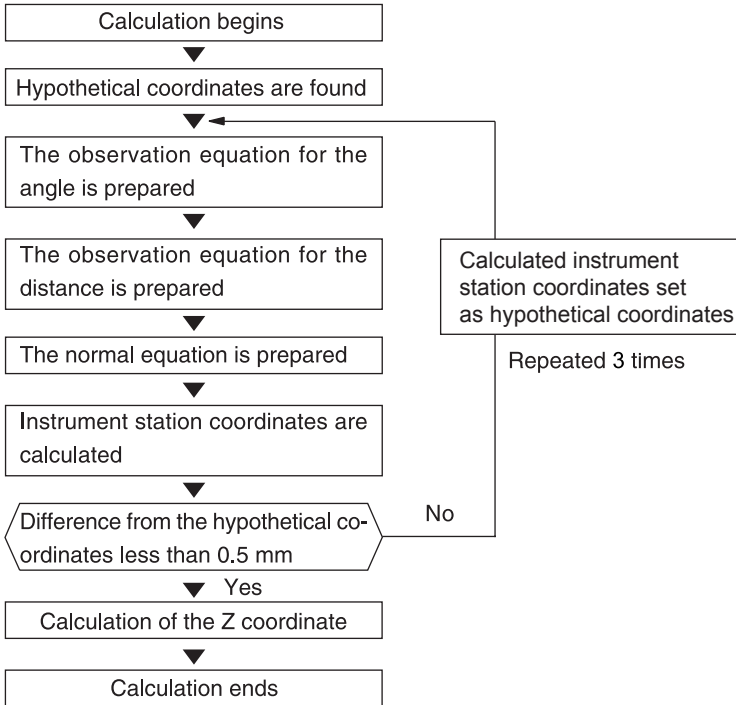 Calculation begins
Hypothetical coordinates are found
The observation equation for the
angle is prepared
The observation equation for the
distance is prepared
The normal equation is prepared
Instrument station coordinates are
calculated
Difference from the hypothetical co-
ordinates less than 0.5 mm
No
Calculated instrument
station coordinates set
as hypothetical coordinates
Repeated 3 times
Yes
Calculation of the Z coordinate
Calculation ends